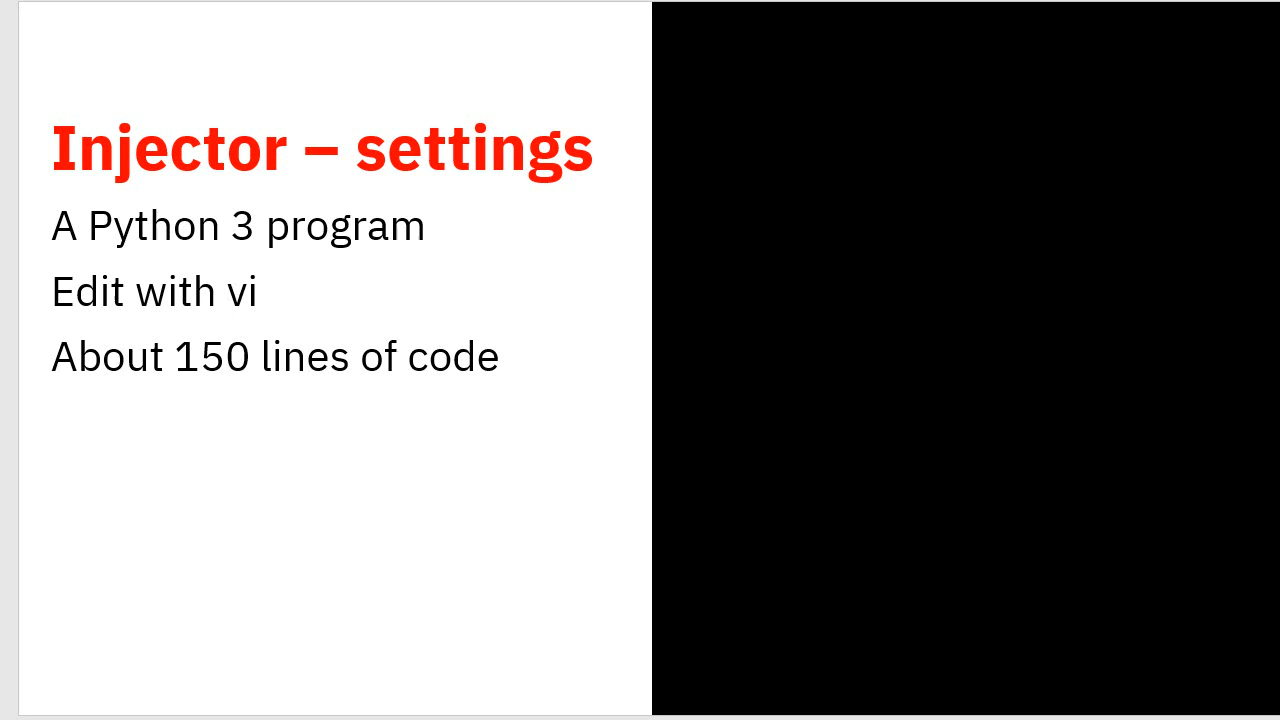 Injector – settings
A Python 3 program
Edit with vi
About 150 lines of code